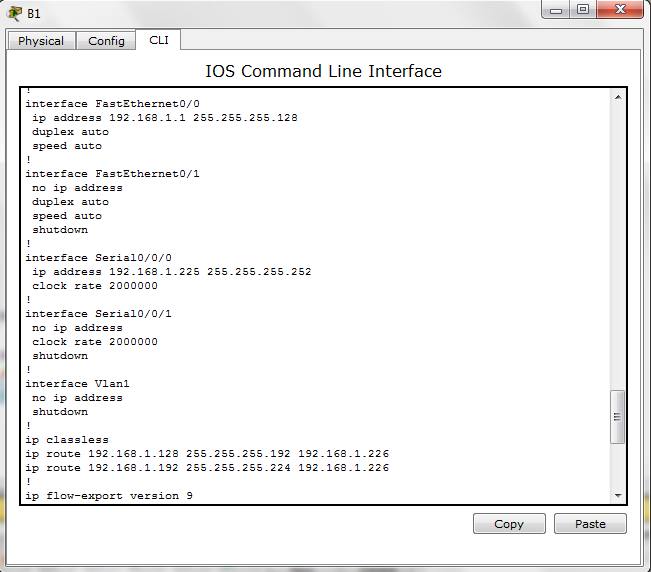 B1
Physical Config CLI
IOS Command Line Interface
!
interface FastEthernet0/0
 ip address 192.168.1.1 255.255.255.128
 duplex auto
 speed auto
!
interface FastEthernet0/1
 no ip address
 duplex auto
 speed auto
 shutdown
!
interface Serial0/0/0
 ip address 192.168.1.225 255.255.255.252
 clock rate 2000000
!
interface Serial0/0/1
 no ip address
 clock rate 2000000
 shutdown
!
interface Vlan1
 no ip address
 shutdown
!
ip classless
ip route 192.168.1.128 255.255.255.192 192.168.1.226
ip route 192.168.1.192 255.255.255.224 192.168.1.226
!
ip flow-export version 9
Copy Paste